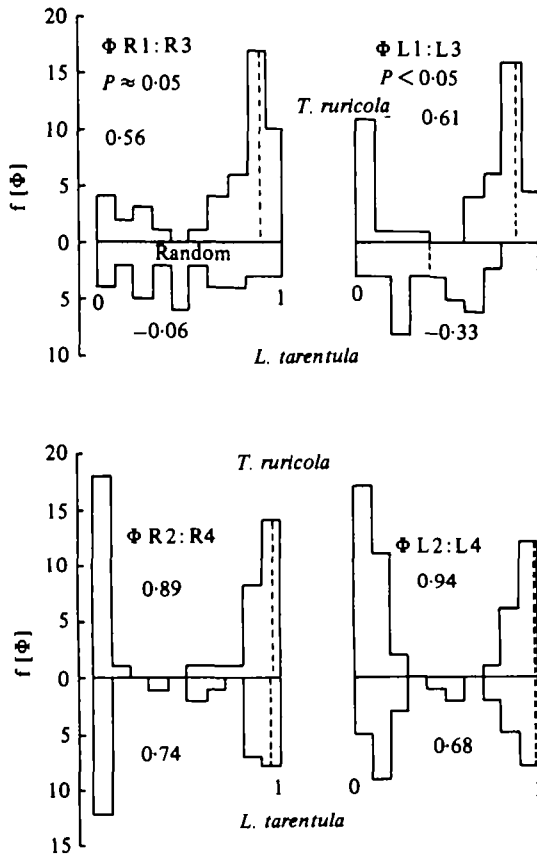 20
Φ R1:R3
Φ L1:L3
P ≈ 0·05
P < 0·05
15
T. ruricola
0·61
10
0·56
f [Φ]
5
0
Random
0
1
0
1
5
−0·06
−0·33
10
L. tarentula
20
T. ruricola
15
Φ R2:R4
Φ L2:L4
0·89
0·94
10
5
f [Φ]
0
5
0·74
0·68
10
1
0
1
L. tarentula
15